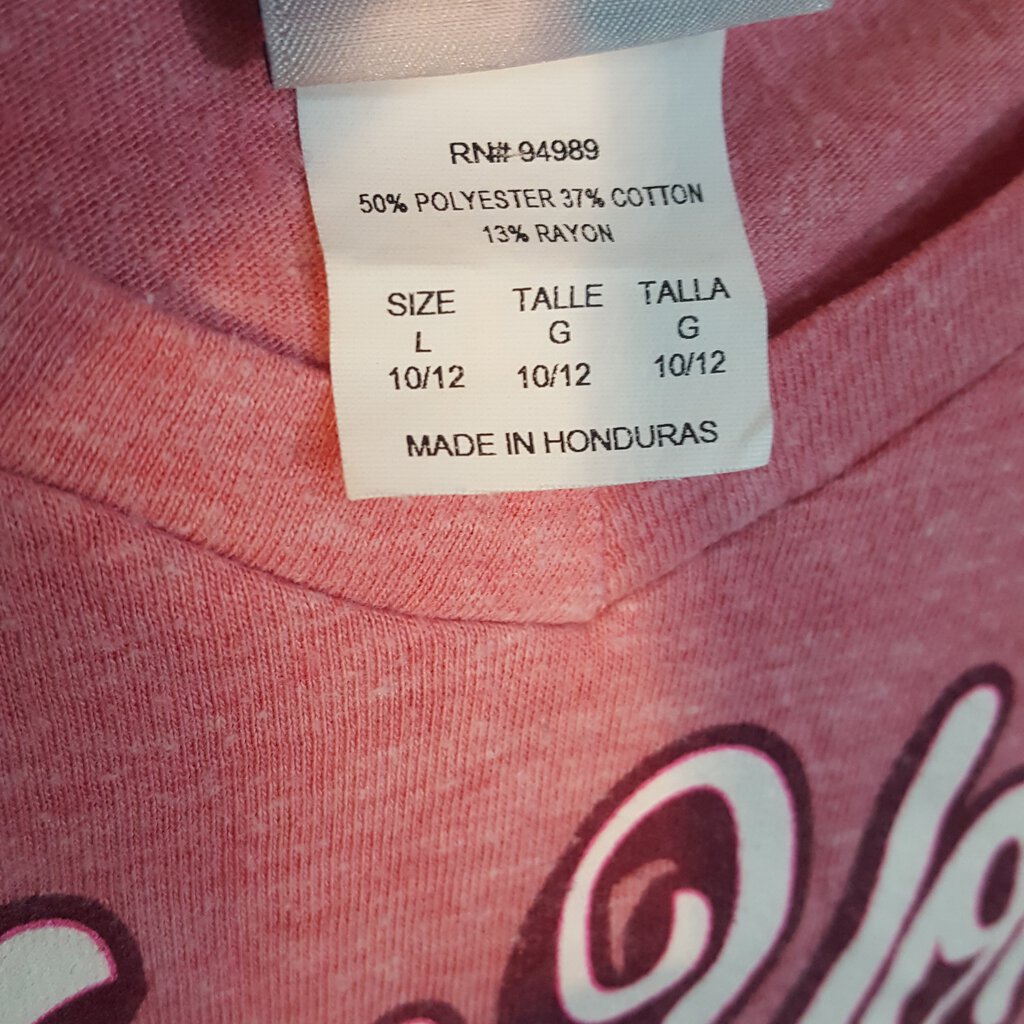 RN# 94989
50% POLYESTER 37% COTTON
13% RAYON
SIZE TALLE TALLA
L G G
10/12 10/12 10/12
MADE IN HONDURAS